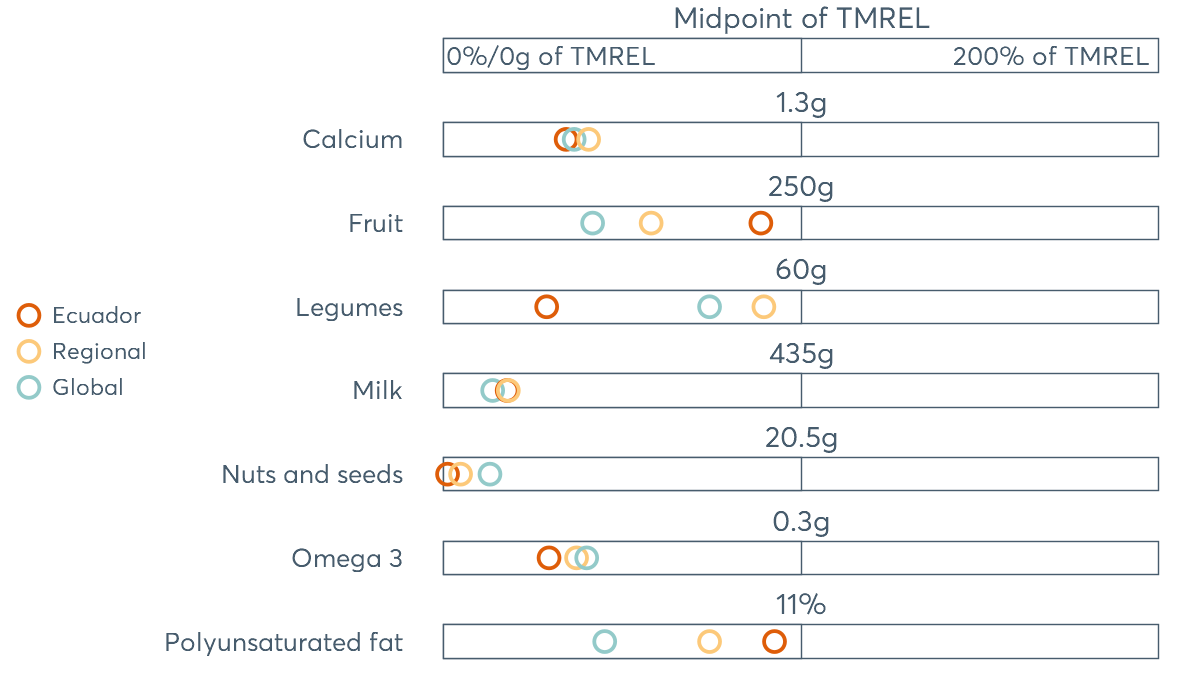 Midpoint of TMREL
0%/0g of TMREL
200% of TMREL
1.3g
Calcium
250g
Fruit
60g
Legumes
Ecuador
Regional
Global
435g
Milk
20.5g
Nuts and seeds
0.3g
Omega 3
11%
Polyunsaturated fat